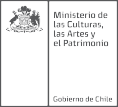 Ministerio de
las Culturas,
las Artes y
el Patrimonio
Gobierno de Chile